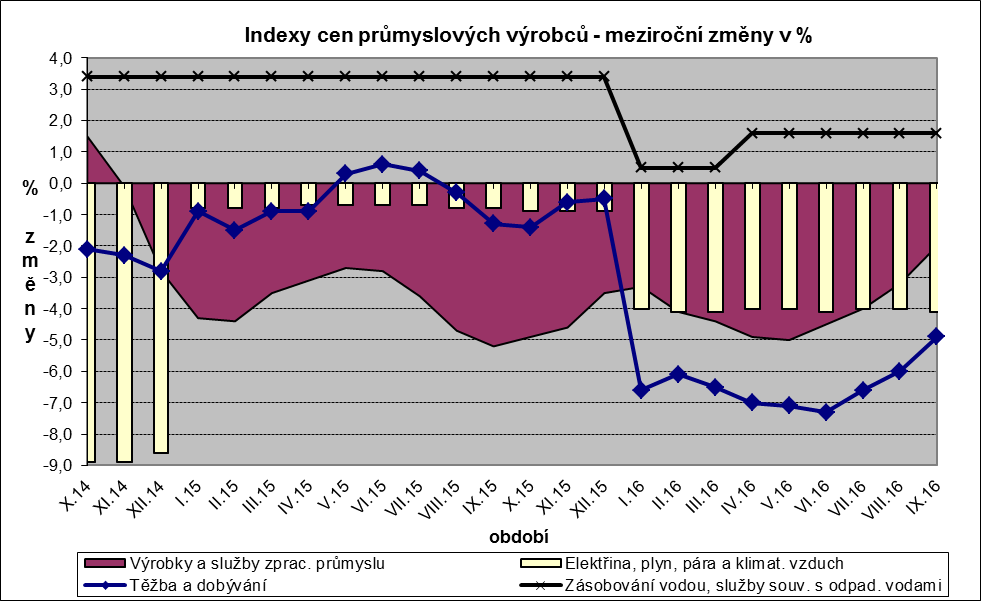 Indexy cen průmyslových výrobců - meziroční změny v %
4,0
3,0
2,0
1,0
0,0
-1,0
-2,0
-3,0
-4,0
-5,0
-6,0
-7,0
-8,0
-9,0
% změny
X.14 XI.14 XII.14 I.15 II.15 III.15 IV.15 V.15 VI.15 VII.15 VIII.15 IX.15 X.15 XI.15 XII.15 I.16 II.16 III.16 IV.16 V.16 VI.16 VII.16 VIII.16 IX.16
období
Výrobky a služby zprac. průmyslu
Elektřina, plyn, pára a klimat. vzduch
Těžba a dobývání
Zásobování vodou, služby souv. s odpad. vodami